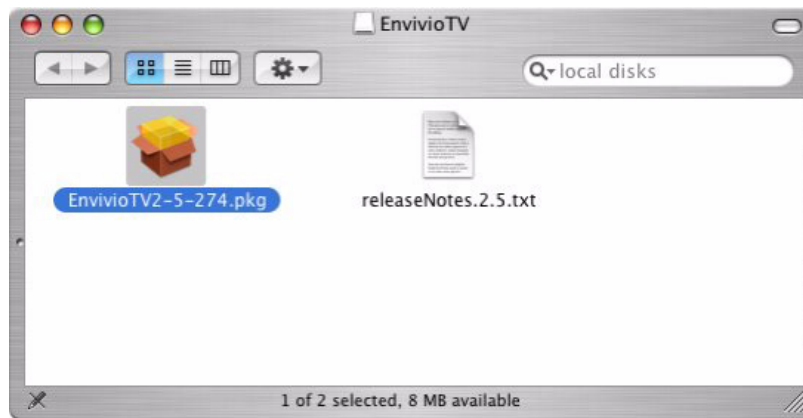 EnvivioTV
local disks
EnvivioTV2-5-274.pkg
releaseNotes.2.5.txt
1 of 2 selected, 8 MB available